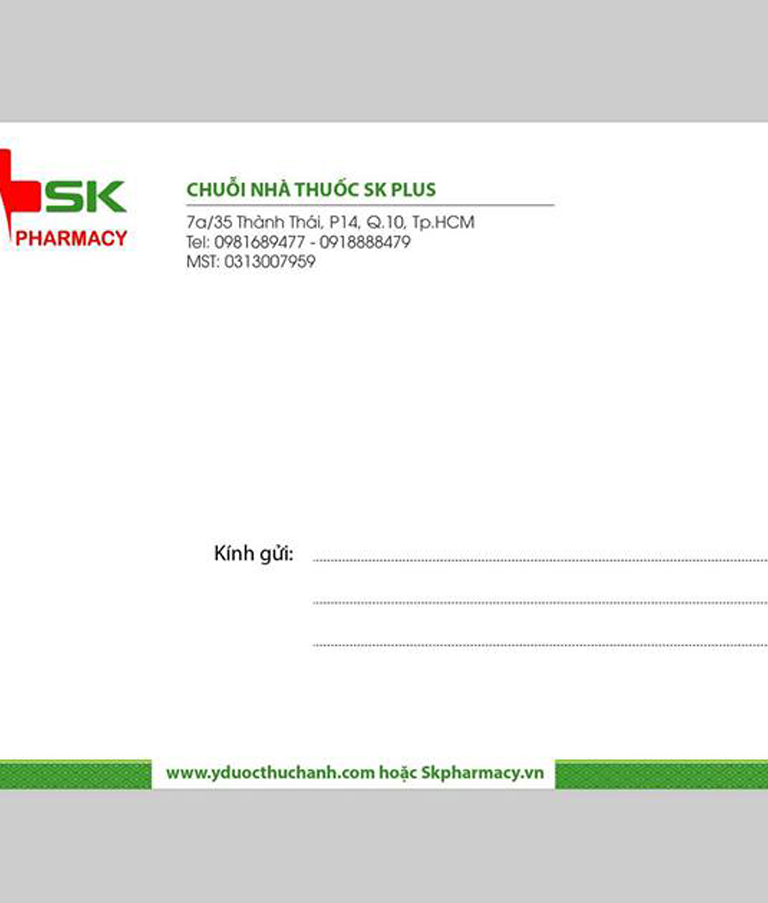 SK
PHARMACY
CHUỖI NHÀ THUỐC SK PLUS
7a/35 Thành Thái, P14, Q.10, Tp.HCM
Tel: 0981689477 - 0918888479
MST: 0313007959
Kính gửi:
www.yduocthuchanh.com hoặc Skpharmacy.vn